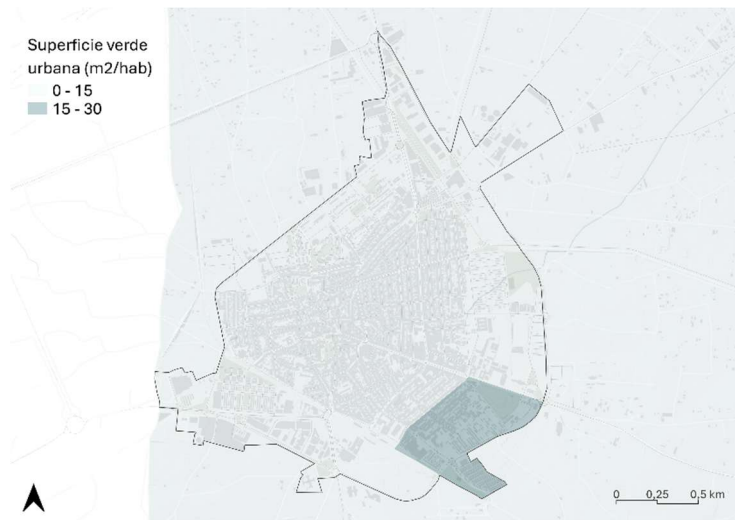 Superficie verde
urbana (m2/hab)
0 - 15
15 - 30
0 0,25 0,5 km